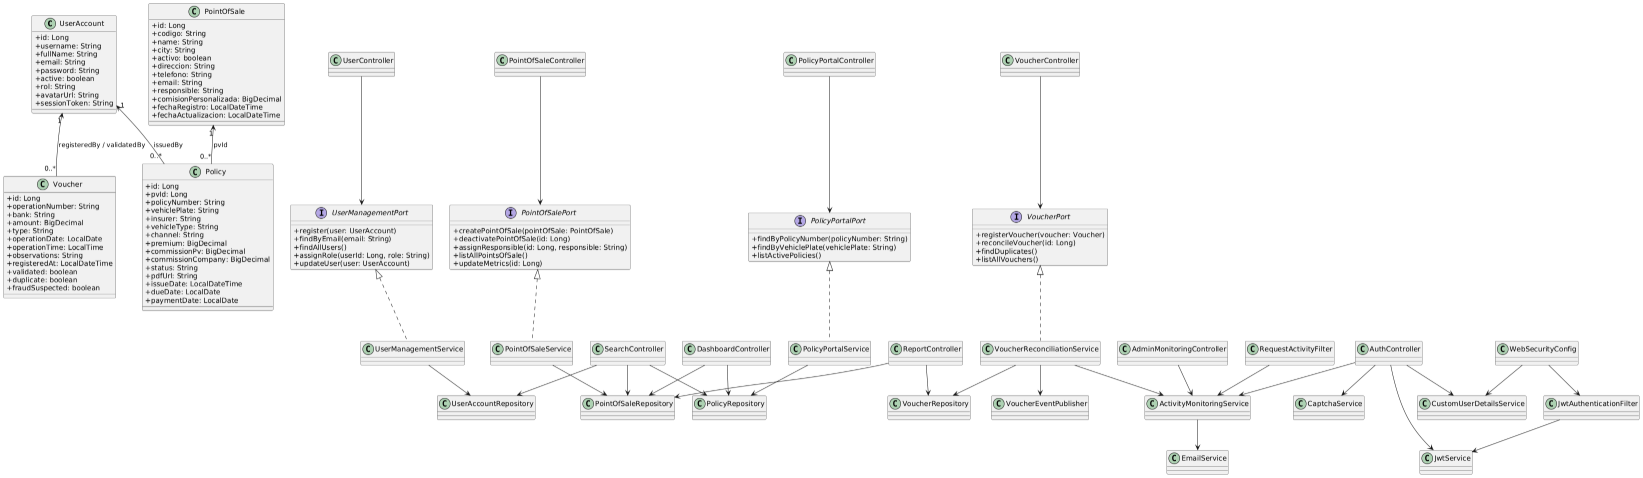 UserAccount
+id: Long
+username: String
+fullName: String
+email: String
+password: String
+active: boolean
+rol: String
+avatarUrl: String
+sessionToken: String
PointOfSale
+id: Long
+codigo: String
+name: String
+city: String
+activo: boolean
+direccion: String
+telefono: String
+email: String
+responsible: String
+comisionPersonalizada: BigDecimal
+fechaRegistro: LocalDateTime
+fechaActualizacion: LocalDateTime
UserController
PointOfSaleController
PolicyPortalController
VoucherController
1
1
1
registeredBy / validatedBy
issuedBy
pvId
0..*
0..*
0..*
Voucher
+id: Long
+operationNumber: String
+bank: String
+amount: BigDecimal
+type: String
+operationDate: LocalDate
+operationTime: LocalTime
+observations: String
+registeredAt: LocalDateTime
+validated: boolean
+duplicate: boolean
+fraudSuspected: boolean
Policy
+id: Long
+pvId: Long
+policyNumber: String
+vehiclePlate: String
+insurer: String
+vehicleType: String
+channel: String
+premium: BigDecimal
+commissionPv: BigDecimal
+commissionCompany: BigDecimal
+status: String
+pdfUrl: String
+issueDate: LocalDateTime
+dueDate: LocalDate
+paymentDate: LocalDate
UserManagementPort
+register(user: UserAccount)
+findByEmail(email: String)
+findAllUsers()
+assignRole(userId: Long, role: String)
+updateUser(user: UserAccount)
PointOfSalePort
+createPointOfSale(pointOfSale: PointOfSale)
+deactivatePointOfSale(id: Long)
+assignResponsible(id: Long, responsible: String)
+listAllPointsOfSale()
+updateMetrics(id: Long)
PolicyPortalPort
+findByPolicyNumber(policyNumber: String)
+findByVehiclePlate(vehiclePlate: String)
+listActivePolicies()
VoucherPort
+registerVoucher(voucher: Voucher)
+reconcileVoucher(id: Long)
+findDuplicates()
+listAllVouchers()
UserManagementService
PointOfSaleService
SearchController
DashboardController
PolicyPortalService
ReportController
VoucherReconciliationService
AdminMonitoringController
RequestActivityFilter
AuthController
WebSecurityConfig
UserAccountRepository
PointOfSaleRepository
PolicyRepository
VoucherRepository
VoucherEventPublisher
ActivityMonitoringService
CaptchaService
CustomUserDetailsService
JwtAuthenticationFilter
EmailService
JwtService